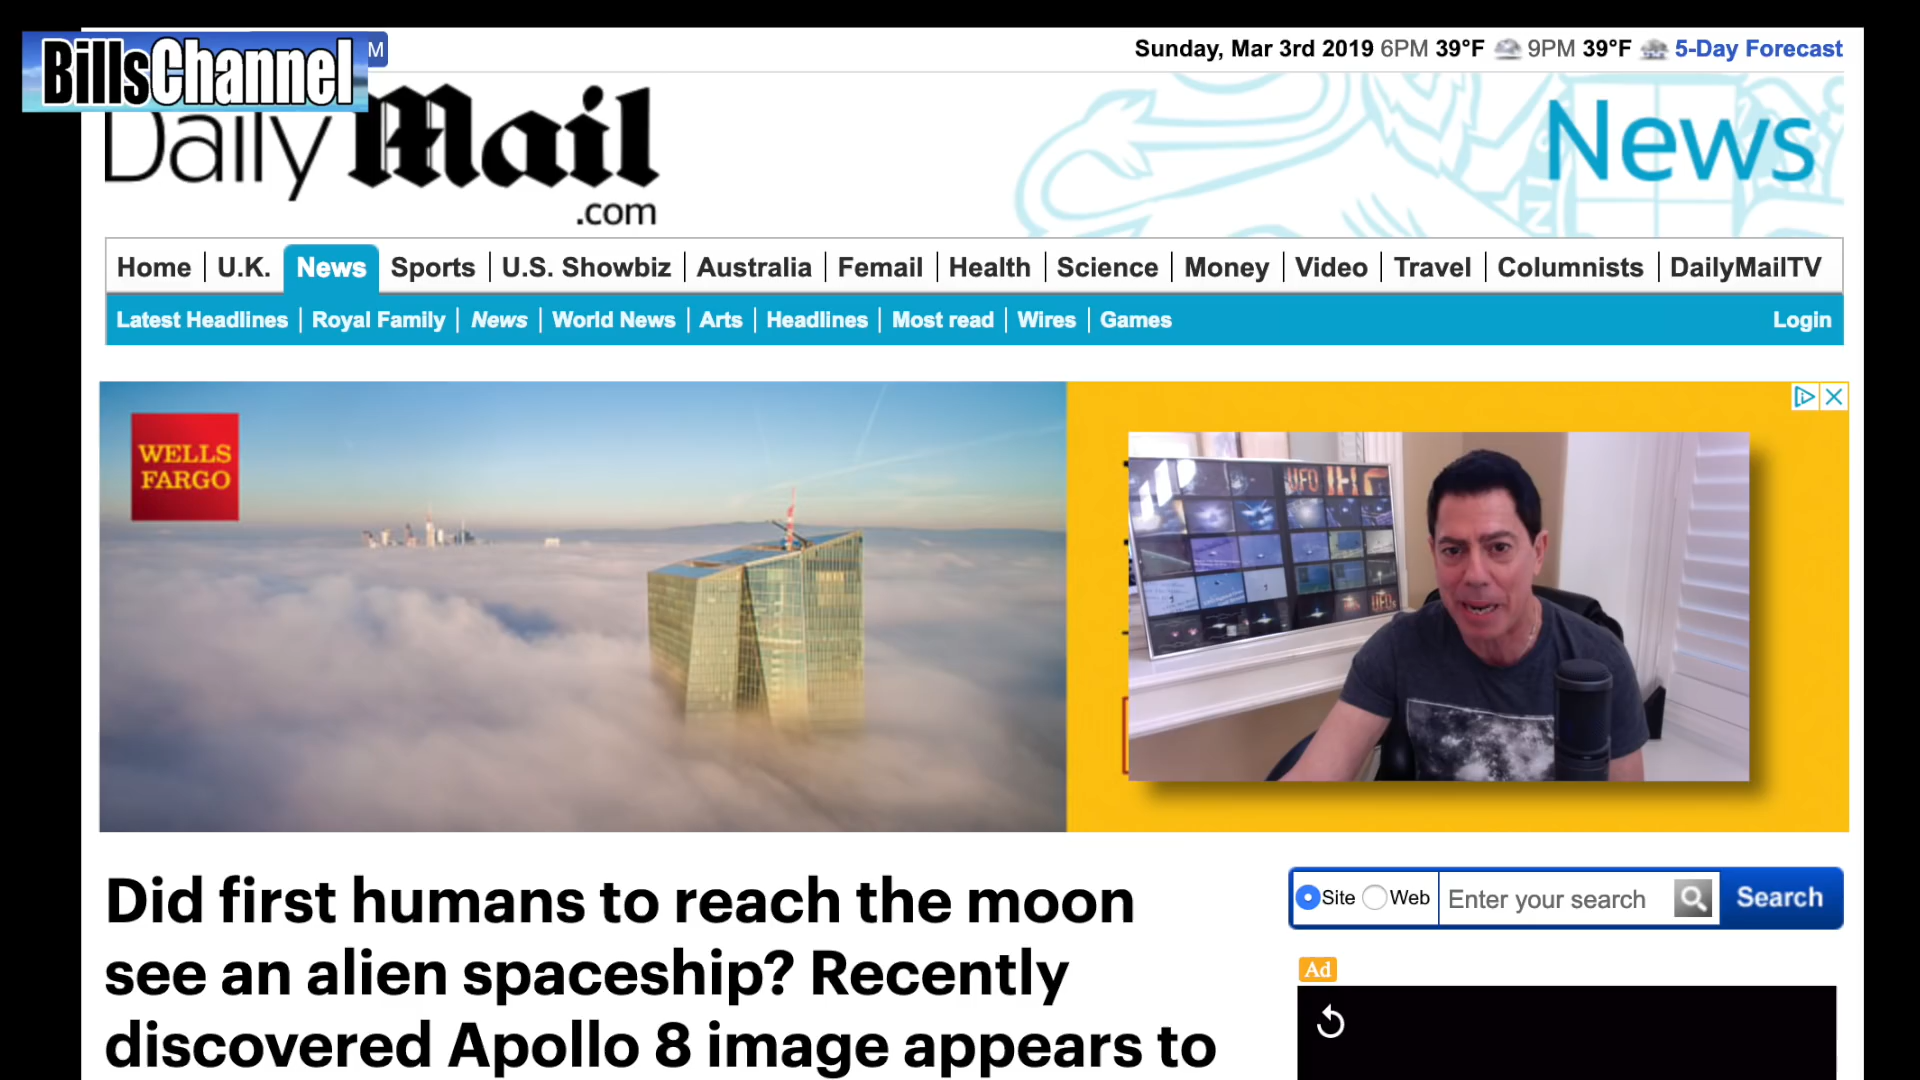 BillsChannel
M
Sunday, Mar 3rd 2019 6PM 39°F 9PM 39°F 5-Day Forecast
Daily Mail
.com
News
Home U.K. News Sports U.S. Showbiz Australia Femail Health Science Money Video Travel Columnists DailyMailTV
Latest Headlines Royal Family News World News Arts Headlines Most read Wires Games Login
WELLS
FARGO
UFO
UFOs
Did first humans to reach the moon
see an alien spaceship? Recently
discovered Apollo 8 image appears to
Site Web Enter your search Search
Ad